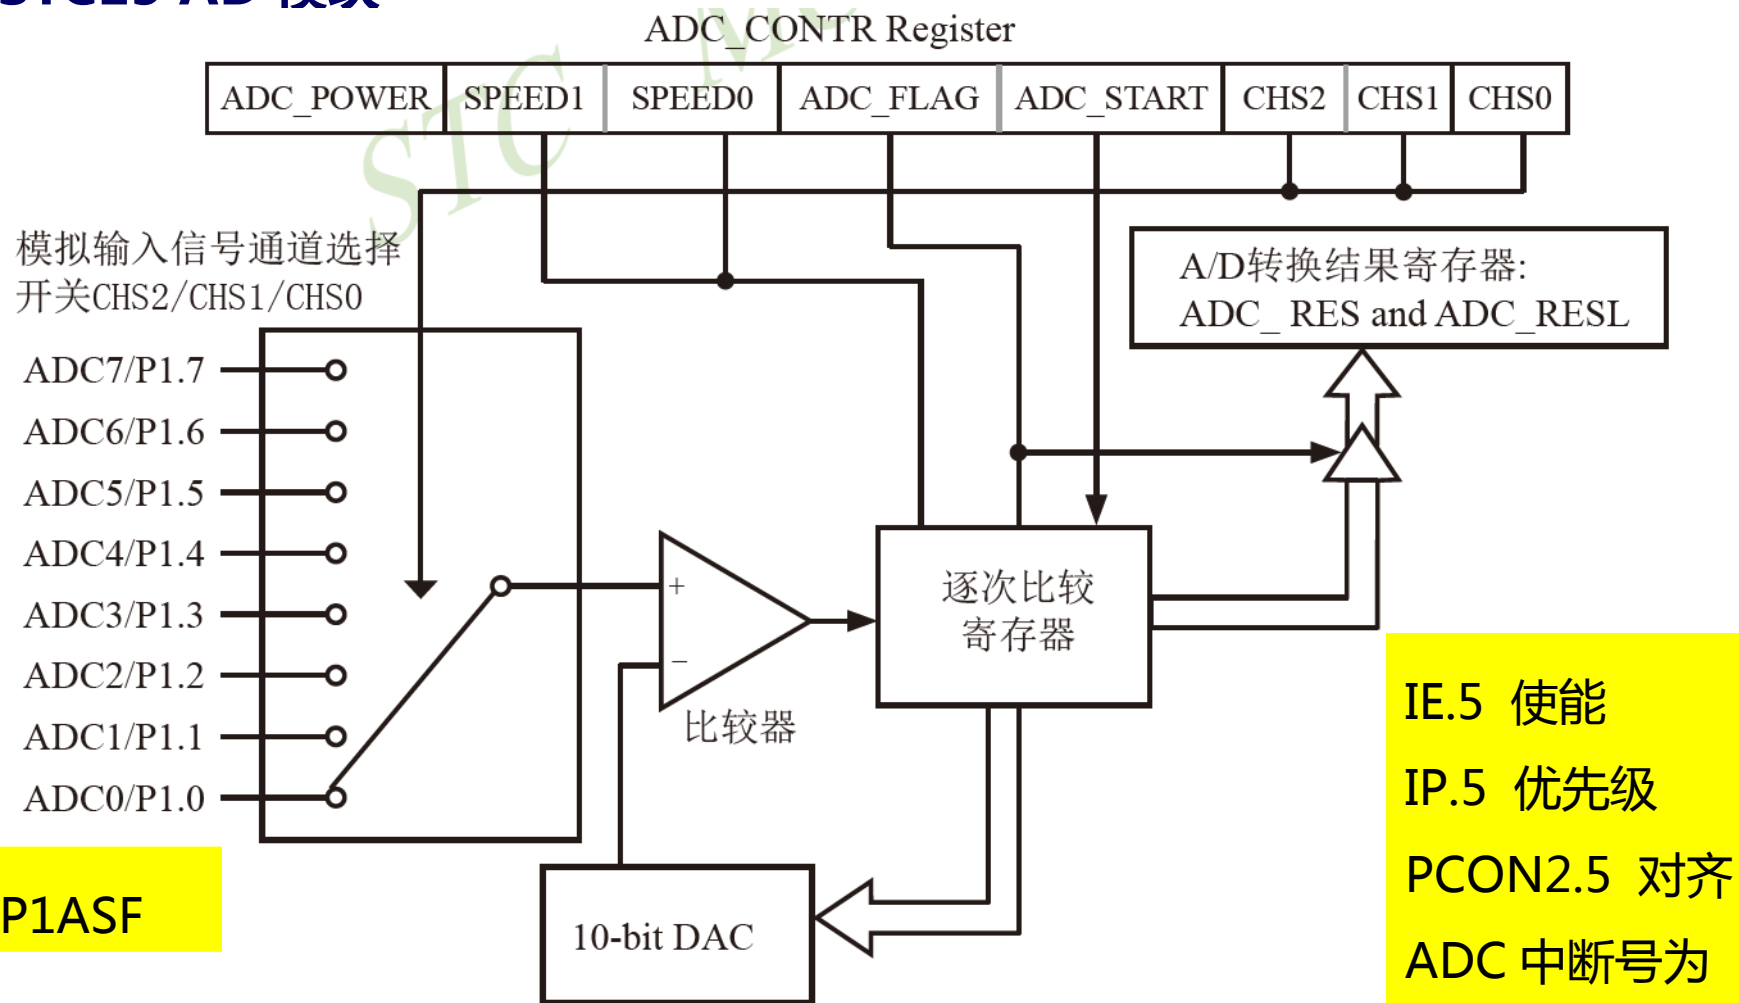 ADC_CONTR Register
ADC_POWER SPEED1 SPEED0 ADC_FLAG ADC_START CHS2 CHS1 CHS0
STC MC
模拟输入信号通道选择
开关CHS2/CHS1/CHS0
A/D转换结果寄存器:
ADC_ RES and ADC_RESL
ADC7/P1.7
ADC6/P1.6
ADC5/P1.5
ADC4/P1.4
ADC3/P1.3
ADC2/P1.2
ADC1/P1.1
ADC0/P1.0
+
−
比较器
逐次比较
寄存器
10-bit DAC
P1ASF
IE.5 使能
IP.5 优先级
PCON2.5 对齐
ADC 中断号为